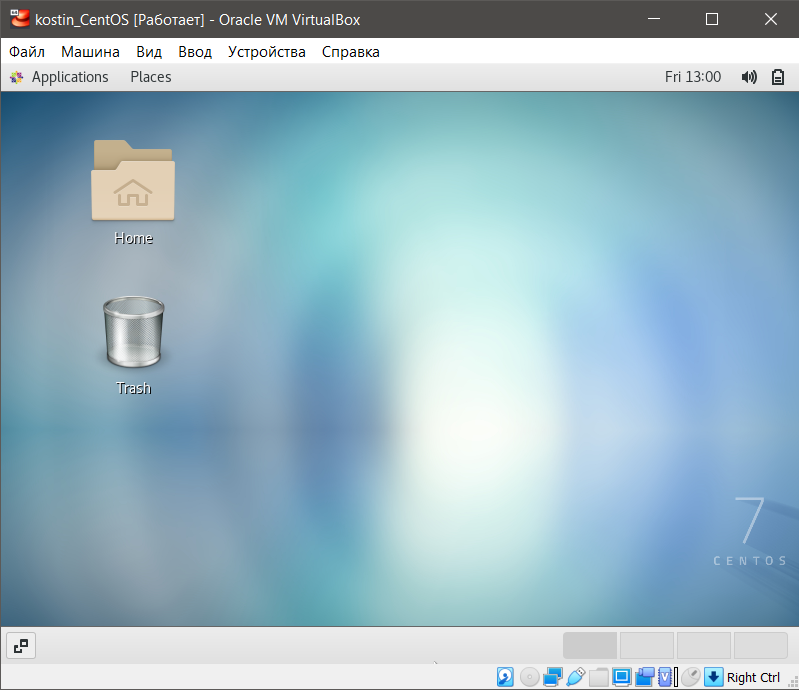 kostin_CentOS [Работает] - Oracle VM VirtualBox
Файл Машина Вид Ввод Устройства Справка
Applications Places Fri 13:00
Home
Trash
7
CENTOS
V
Right Ctrl